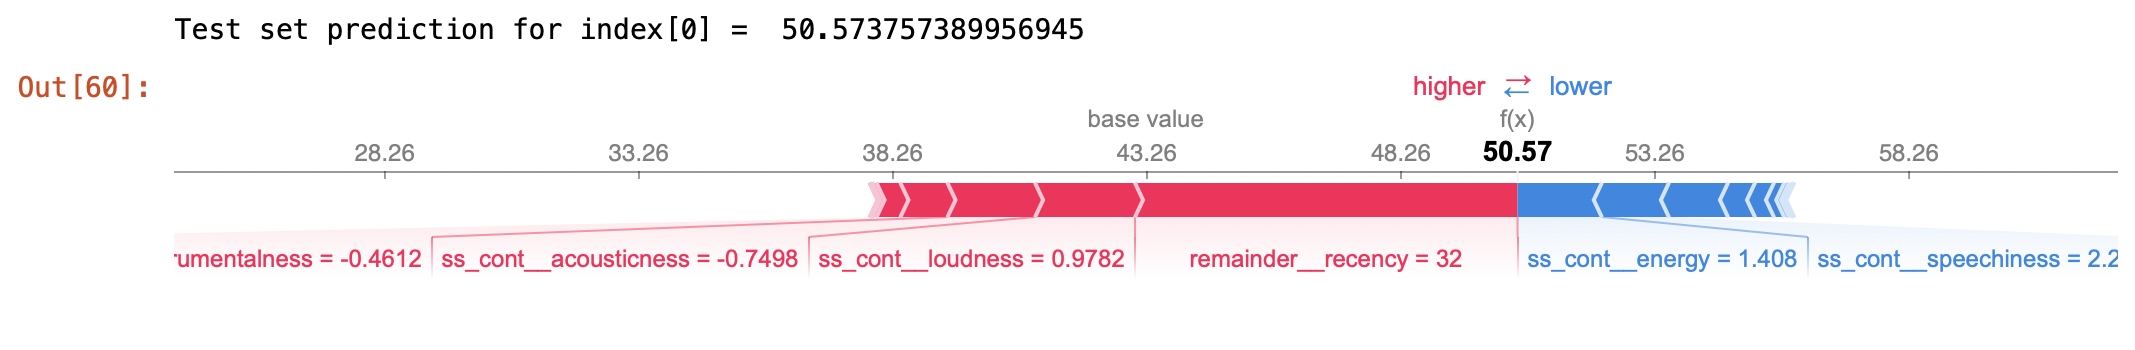 Test set prediction for index[0] =  50.573757389956945
Out[60]:
higher ⇄ lower
base value f(x)
28.26 33.26 38.26 43.26 48.26 50.57 53.26 58.26
rumentalness = -0.4612 ss_cont__acousticness = -0.7498 ss_cont__loudness = 0.9782 remainder__recency = 32 ss_cont__energy = 1.408 ss_cont__speechiness = 2.2